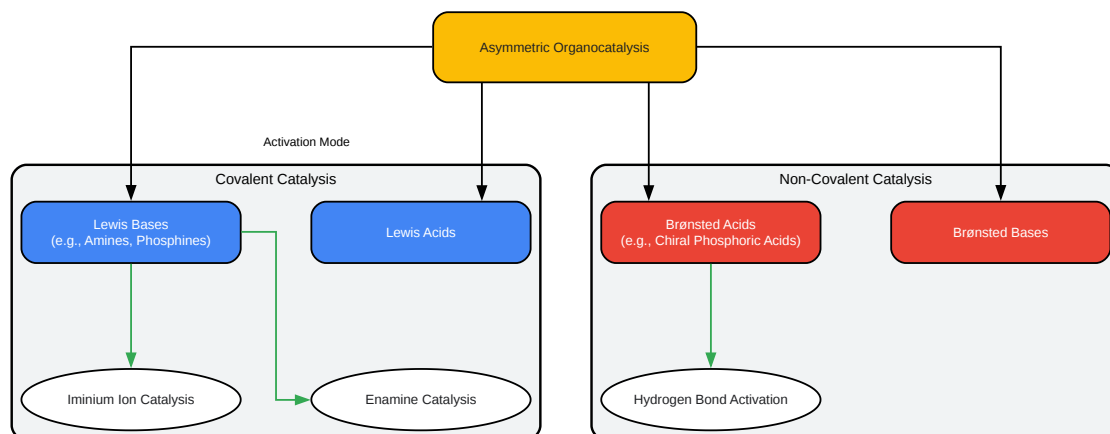 Asymmetric Organocatalysis
Activation Mode
Covalent Catalysis
Non-Covalent Catalysis
Lewis Bases
(e.g., Amines, Phosphines)
Lewis Acids
Brønsted Acids
(e.g., Chiral Phosphoric Acids)
Brønsted Bases
Iminium Ion Catalysis
Enamine Catalysis
Hydrogen Bond Activation